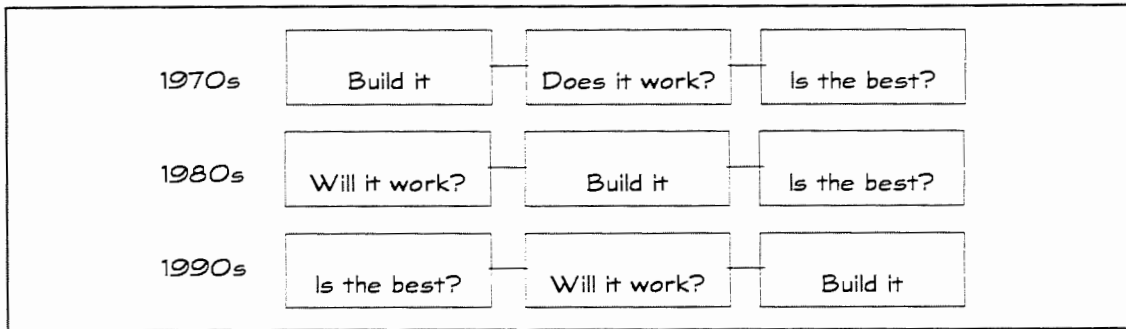 1970s Build it Does it work? Is the best?
1980s Will it work? Build it Is the best?
1990s Is the best? Will it work? Build it